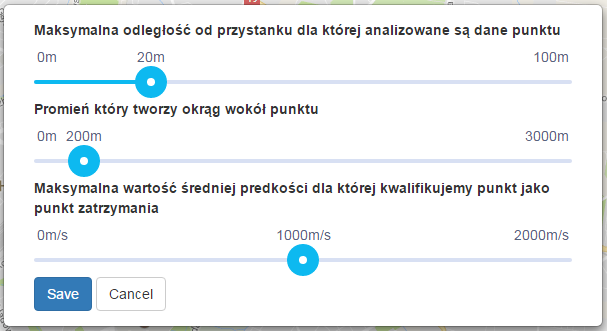 Maksymalna odległość od przystanku dla której analizowane są dane punktu
0m 20m 100m
Promień który tworzy okrąg wokół punktu
0m 200m 3000m
Maksymalna wartość średniej predkości dla której kwalifikujemy punkt jako
punkt zatrzymania
0m/s 1000m/s 2000m/s
Save Cancel